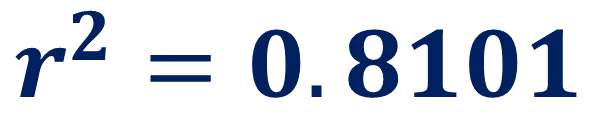 r² = 0.8101